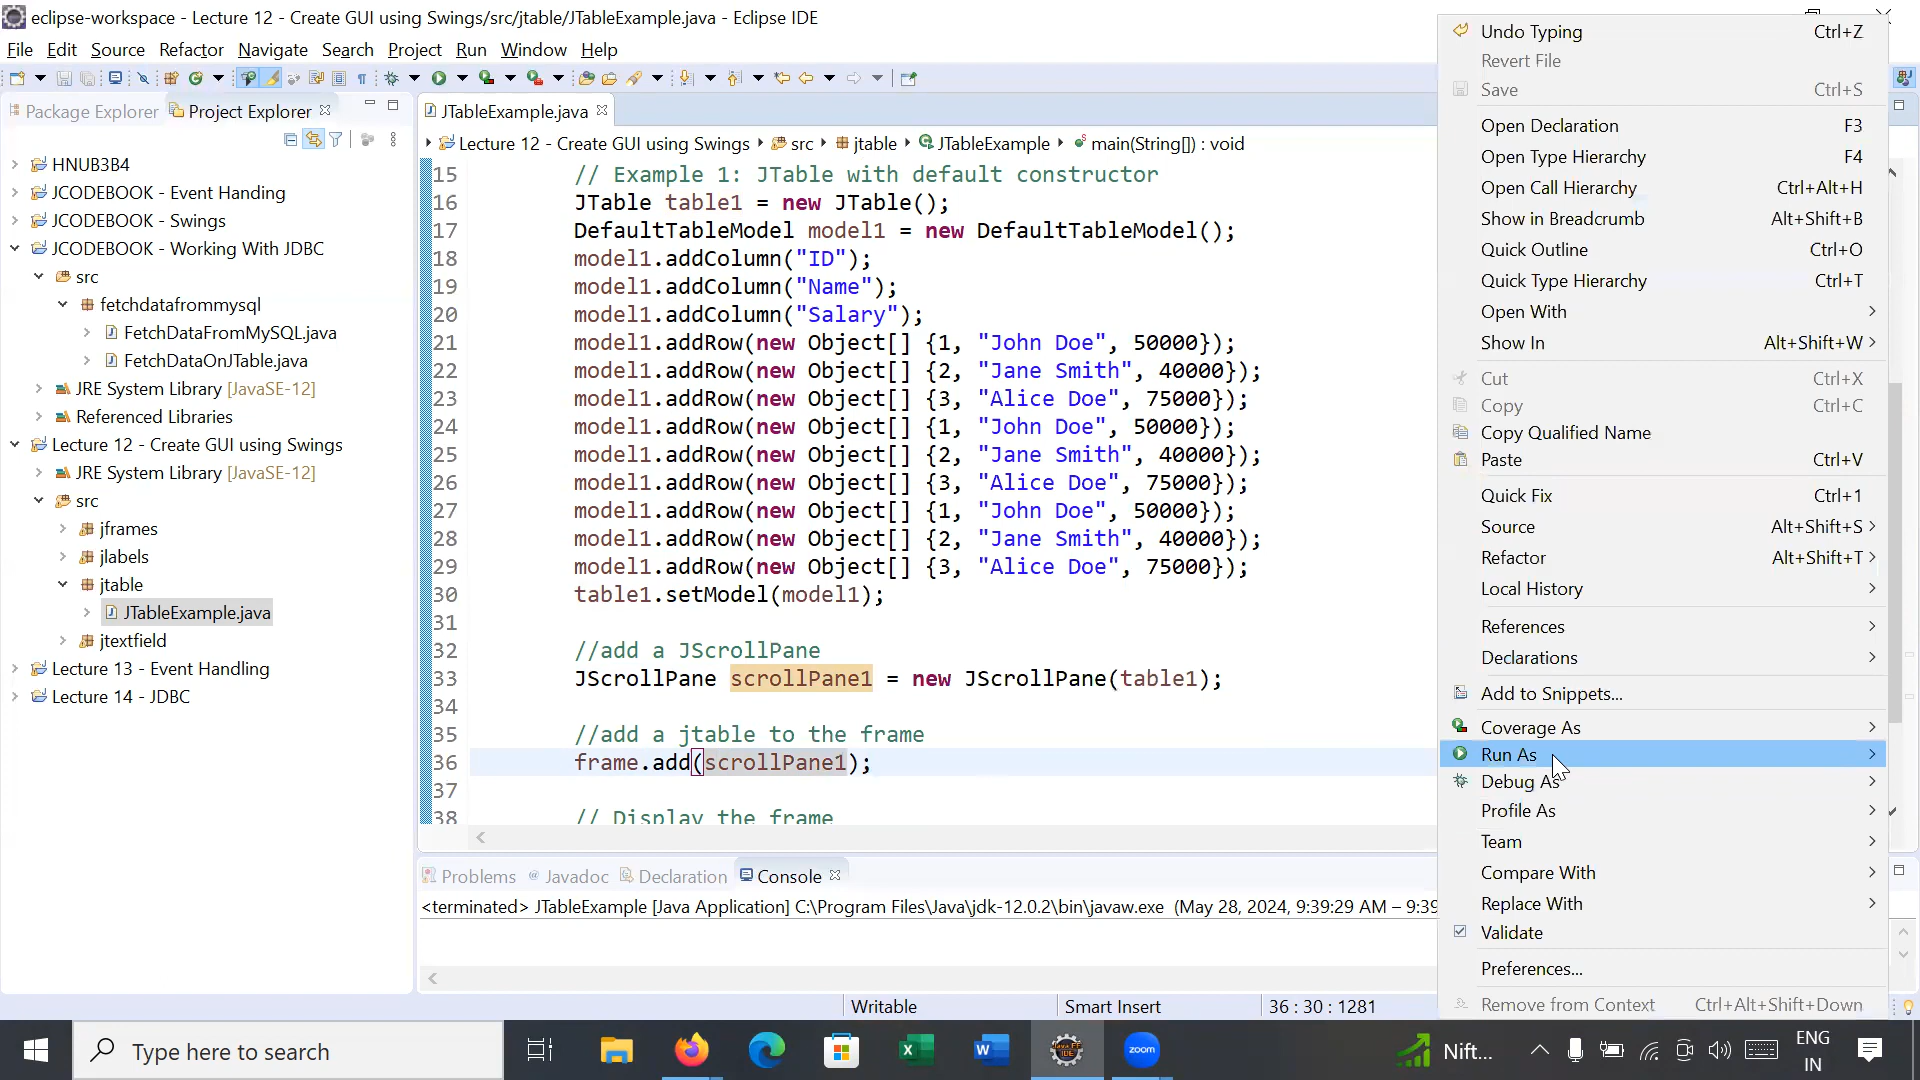 eclipse-workspace - Lecture 12 - Create GUI using Swings/src/jtable/JTableExample.java - Eclipse IDE
File Edit Source Refactor Navigate Search Project Run Window Help
Package Explorer Project Explorer
HNUB3B4
JCODEBOOK - Event Handing
JCODEBOOK - Swings
JCODEBOOK - Working With JDBC
src
fetchdatafrommysql
FetchDataFromMySQL.java
FetchDataOnJTable.java
JRE System Library [JavaSE-12]
Referenced Libraries
Lecture 12 - Create GUI using Swings
JRE System Library [JavaSE-12]
src
jframes
jlabels
jtable
JTableExample.java
jtextfield
Lecture 13 - Event Handling
Lecture 14 - JDBC
JTableExample.java
Lecture 12 - Create GUI using Swings src jtable JTableExample main(String[]) : void
15 // Example 1: JTable with default constructor
16 JTable table1 = new JTable();
17 DefaultTableModel model1 = new DefaultTableModel();
18 model1.addColumn("ID");
19 model1.addColumn("Name");
20 model1.addColumn("Salary");
21 model1.addRow(new Object[] {1, "John Doe", 50000});
22 model1.addRow(new Object[] {2, "Jane Smith", 40000});
23 model1.addRow(new Object[] {3, "Alice Doe", 75000});
24 model1.addRow(new Object[] {1, "John Doe", 50000});
25 model1.addRow(new Object[] {2, "Jane Smith", 40000});
26 model1.addRow(new Object[] {3, "Alice Doe", 75000});
27 model1.addRow(new Object[] {1, "John Doe", 50000});
28 model1.addRow(new Object[] {2, "Jane Smith", 40000});
29 model1.addRow(new Object[] {3, "Alice Doe", 75000});
30 table1.setModel(model1);
31
32 //add a JScrollPane
33 JScrollPane scrollPane1 = new JScrollPane(table1);
34
35 //add a jtable to the frame
36 frame.add(scrollPane1);
37
38 // Display the frame
Problems Javadoc Declaration Console
<terminated> JTableExample [Java Application] C:\Program Files\Java\jdk-12.0.2\bin\javaw.exe (May 28, 2024, 9:39:29 AM – 9:39
Writable Smart Insert 36 : 30 : 1281
Undo Typing Ctrl+Z
Revert File
Save Ctrl+S
Open Declaration F3
Open Type Hierarchy F4
Open Call Hierarchy Ctrl+Alt+H
Show in Breadcrumb Alt+Shift+B
Quick Outline Ctrl+O
Quick Type Hierarchy Ctrl+T
Open With
Show In Alt+Shift+W
Cut Ctrl+X
Copy Ctrl+C
Copy Qualified Name
Paste Ctrl+V
Quick Fix Ctrl+1
Source Alt+Shift+S
Refactor Alt+Shift+T
Local History
References
Declarations
Add to Snippets...
Coverage As
Run As
Debug As
Profile As
Team
Compare With
Replace With
Validate
Preferences...
Remove from Context Ctrl+Alt+Shift+Down
Type here to search
zoom
Nift...
ENG
IN